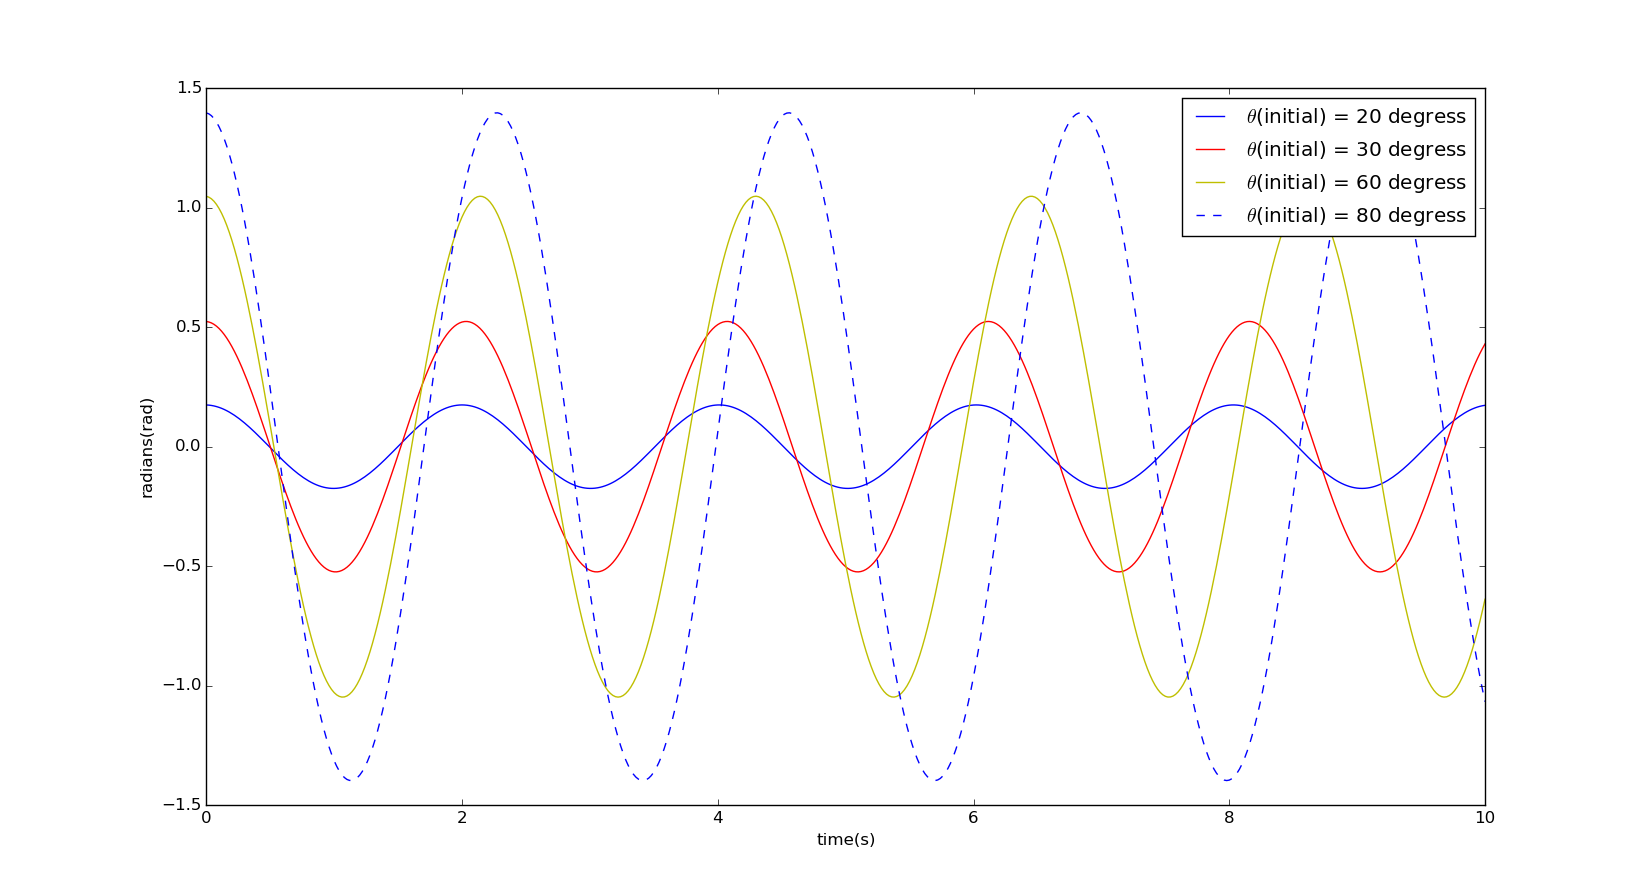 1.5
1.0
0.5
0.0
−0.5
−1.0
−1.5
radians(rad)
0 2 4 6 8 10
time(s)
θ(initial) = 20 degress
θ(initial) = 30 degress
θ(initial) = 60 degress
θ(initial) = 80 degress